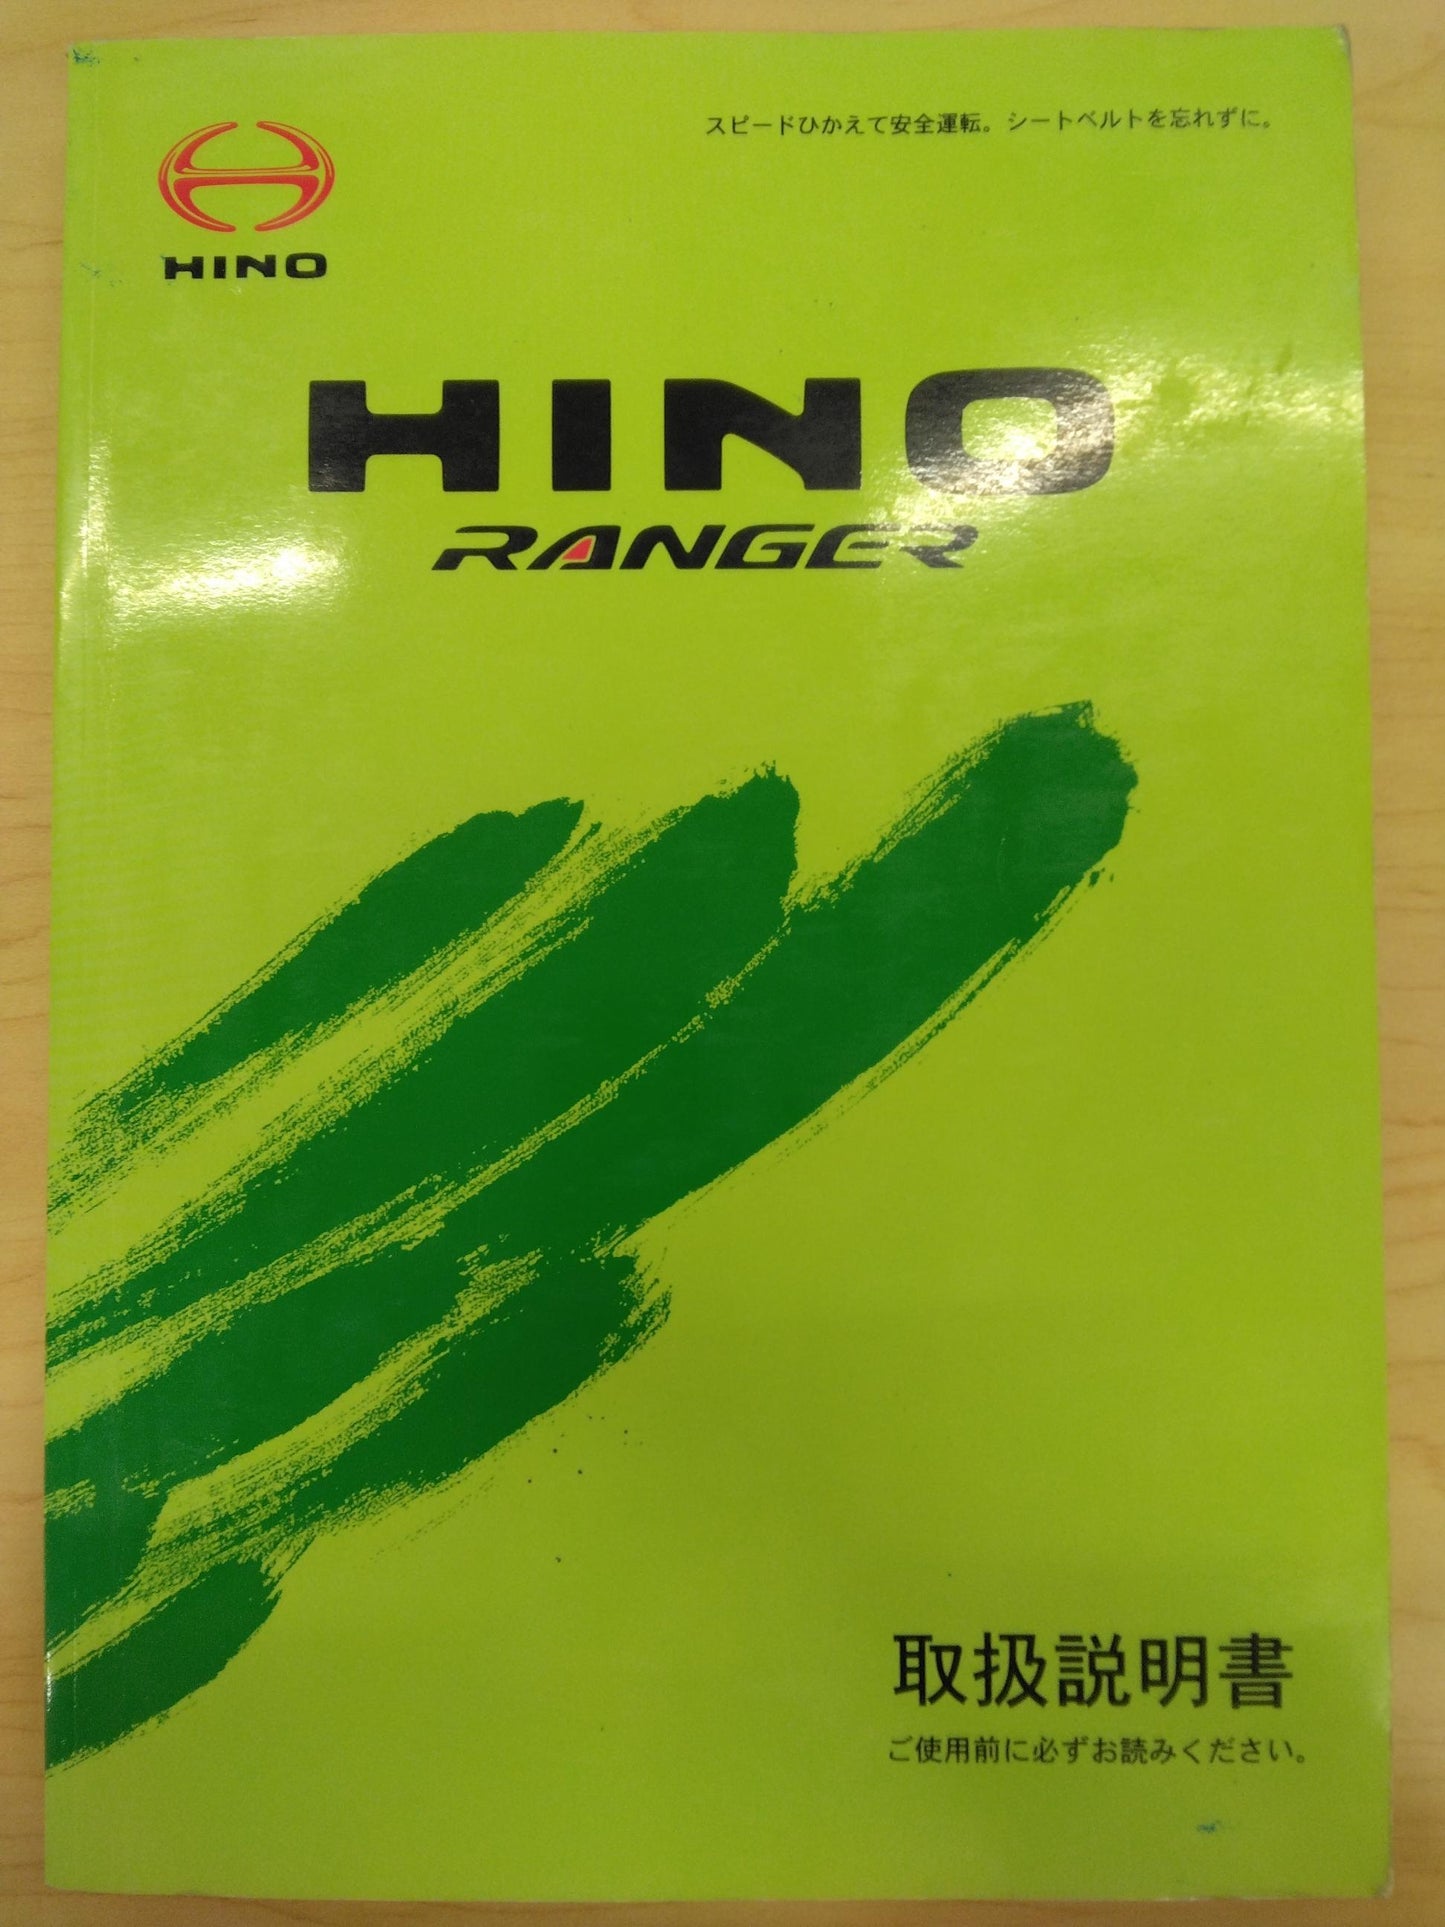 スピードひかえて安全運転。シートベルトを忘れずに。
HINO
HINO
RANGER
取扱説明書
ご使用前に必ずお読みください。